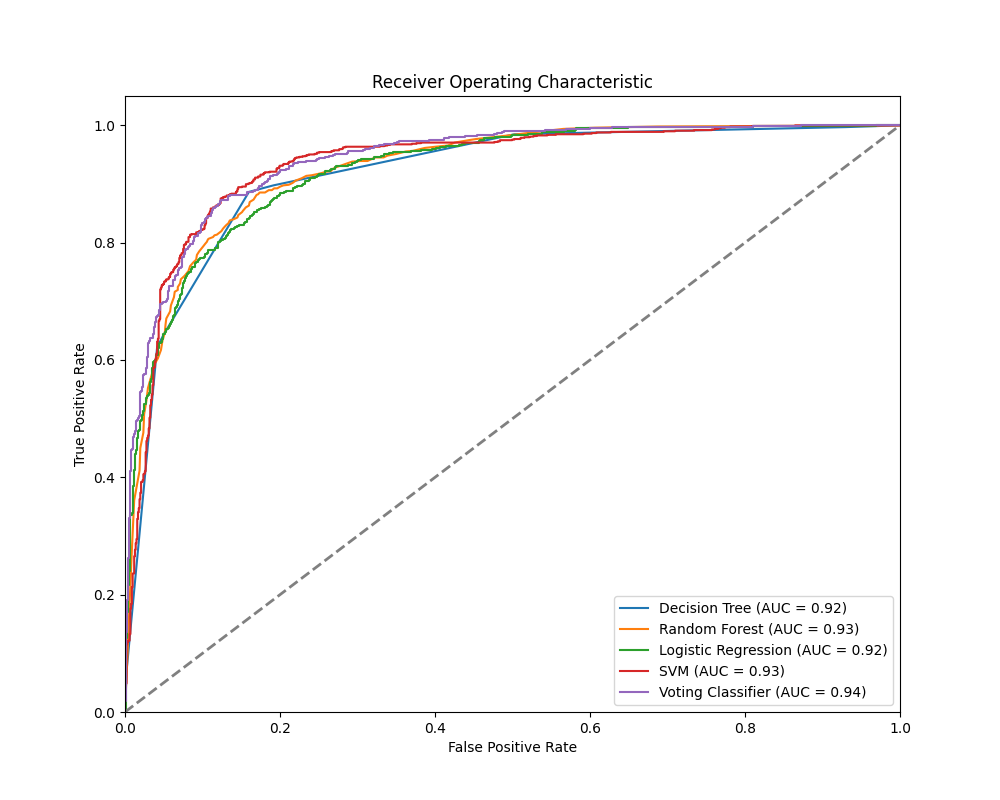 Receiver Operating Characteristic
True Positive Rate
1.0
0.8
0.6
0.4
0.2
0.0
0.0 0.2 0.4 0.6 0.8 1.0
False Positive Rate
Decision Tree (AUC = 0.92)
Random Forest (AUC = 0.93)
Logistic Regression (AUC = 0.92)
SVM (AUC = 0.93)
Voting Classifier (AUC = 0.94)